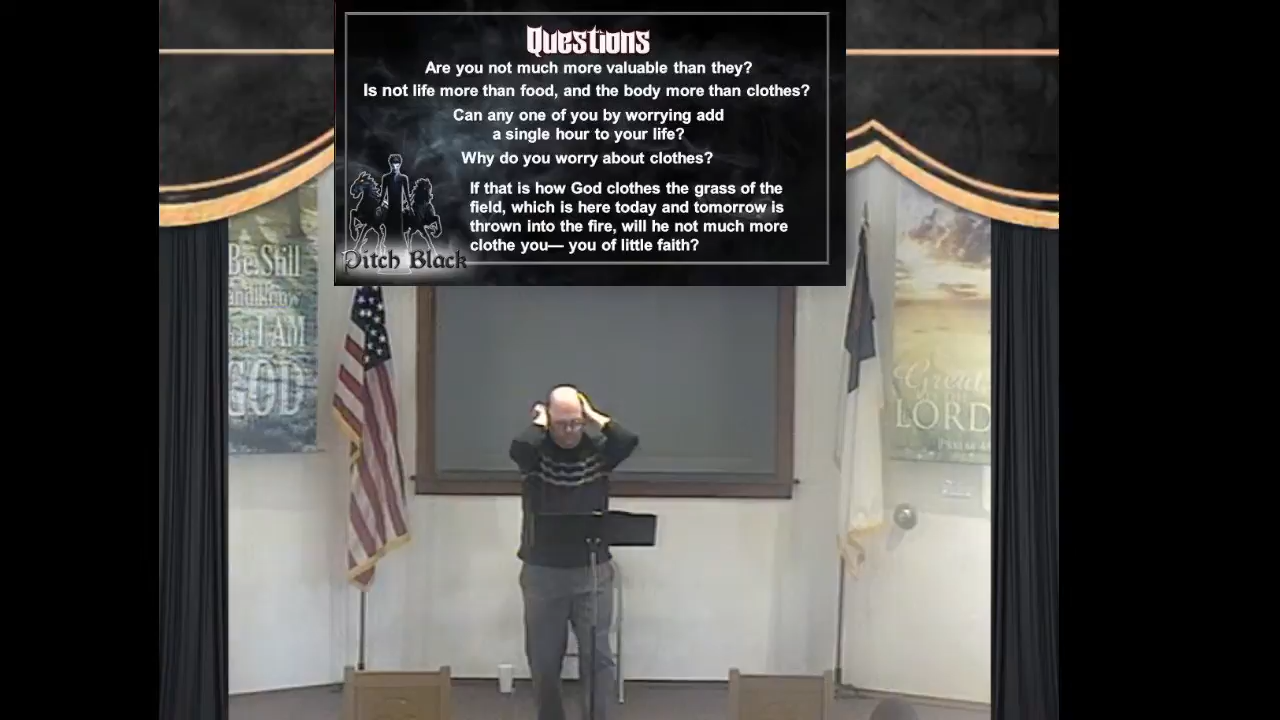 Questions
Are you not much more valuable than they?
Is not life more than food, and the body more than clothes?
Can any one of you by worrying add
a single hour to your life?
Why do you worry about clothes?
If that is how God clothes the grass of the
field, which is here today and tomorrow is
thrown into the fire, will he not much more
clothe you— you of little faith?
Pitch Black
Be Still
and Know
that I AM
GOD
Great
LORD